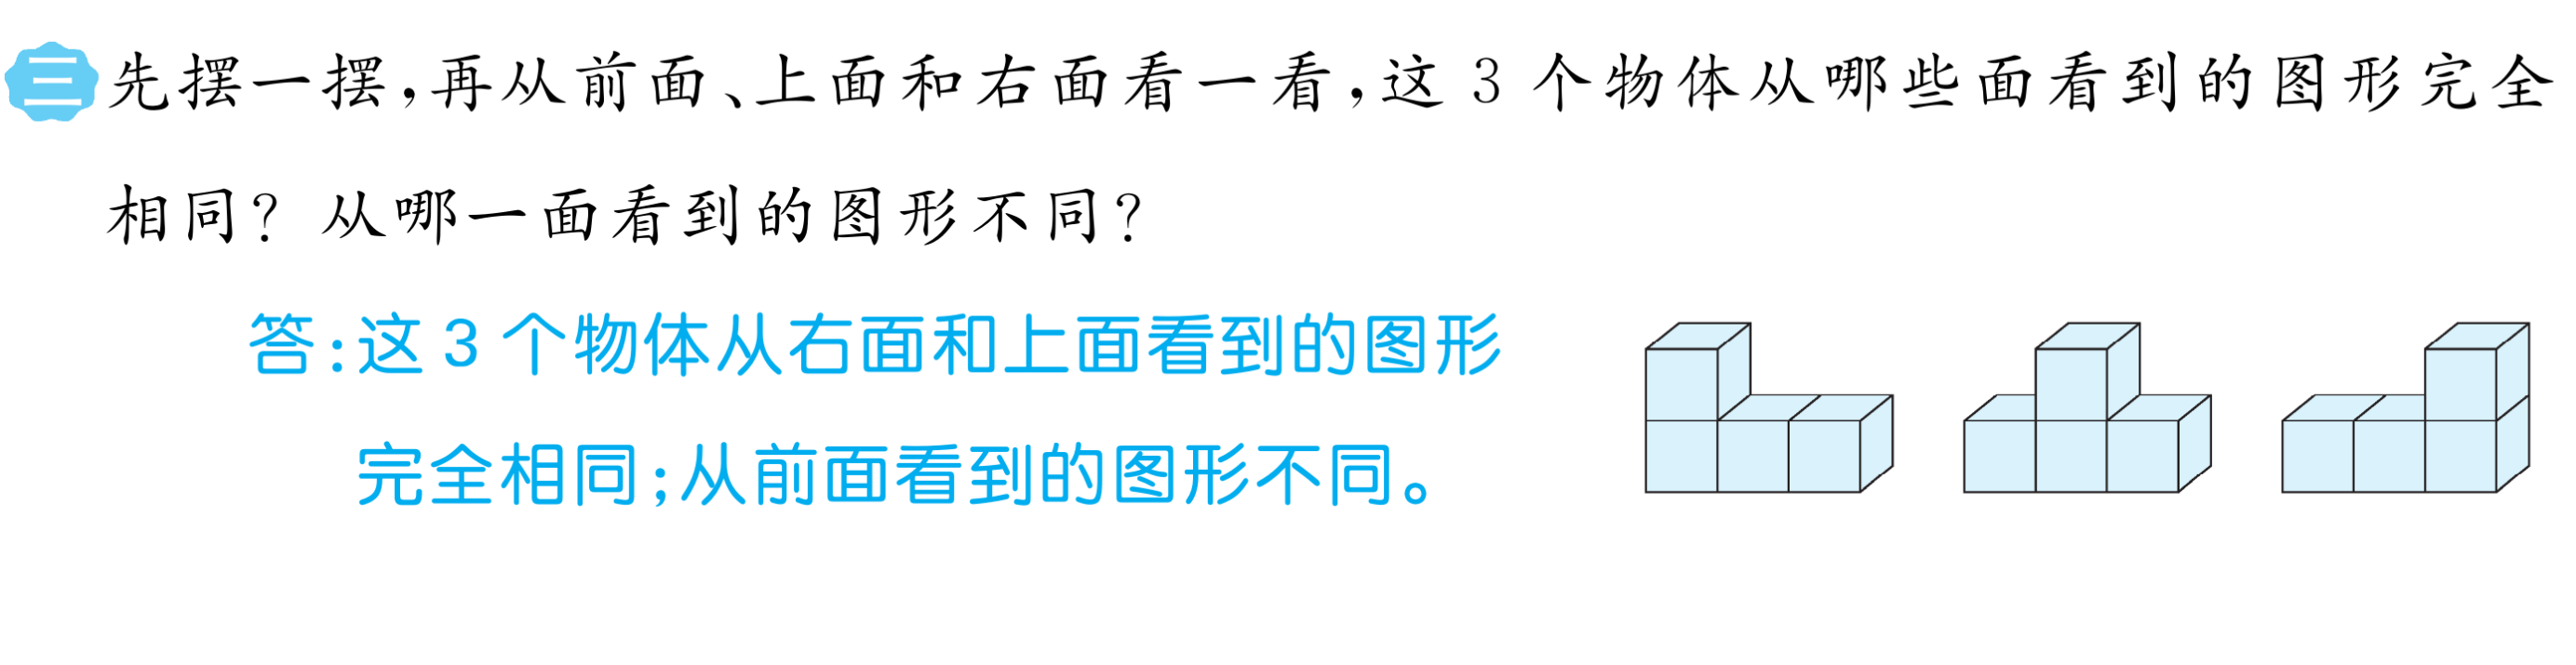 三 先摆一摆,再从前面、上面和右面看一看,这 3 个物体从哪些面看到的图形完全
相同? 从哪一面看到的图形不同?
答:这 3 个物体从右面和上面看到的图形
完全相同;从前面看到的图形不同。